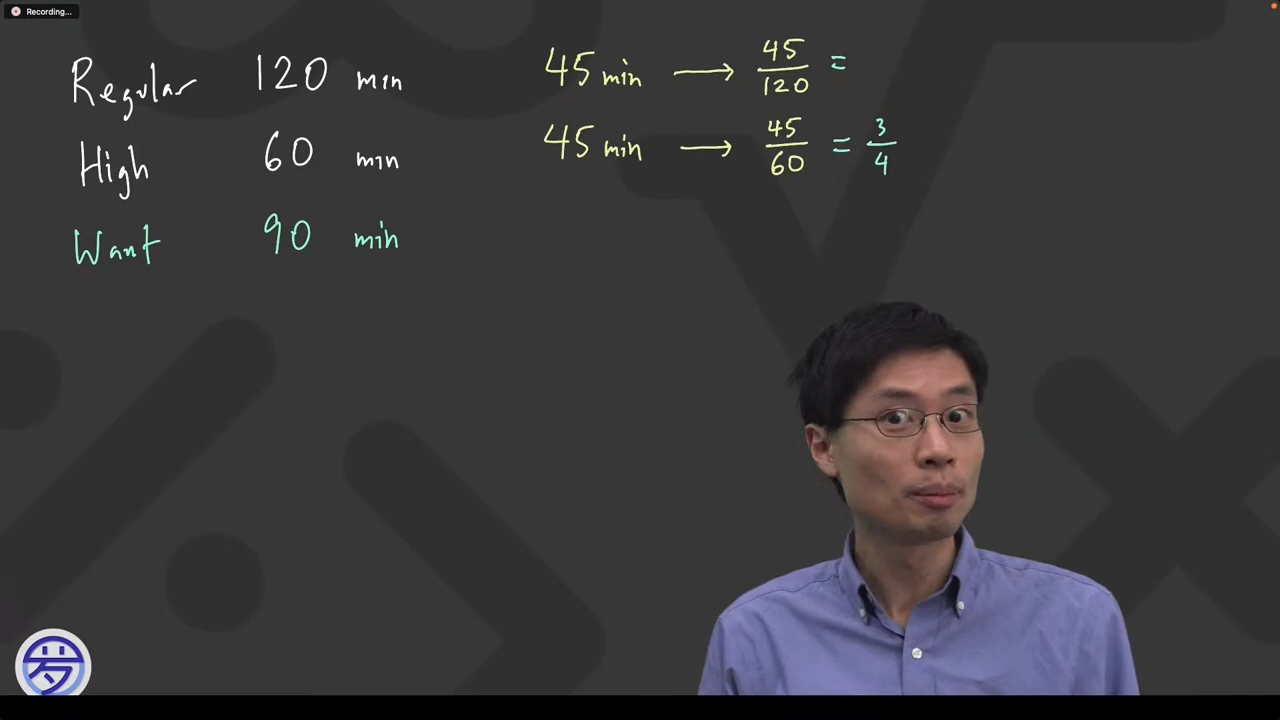 Recording...
Regular 120 min
High 60 min
Want 90 min
45 min → 45/120 =
45 min → 45/60 = 3/4